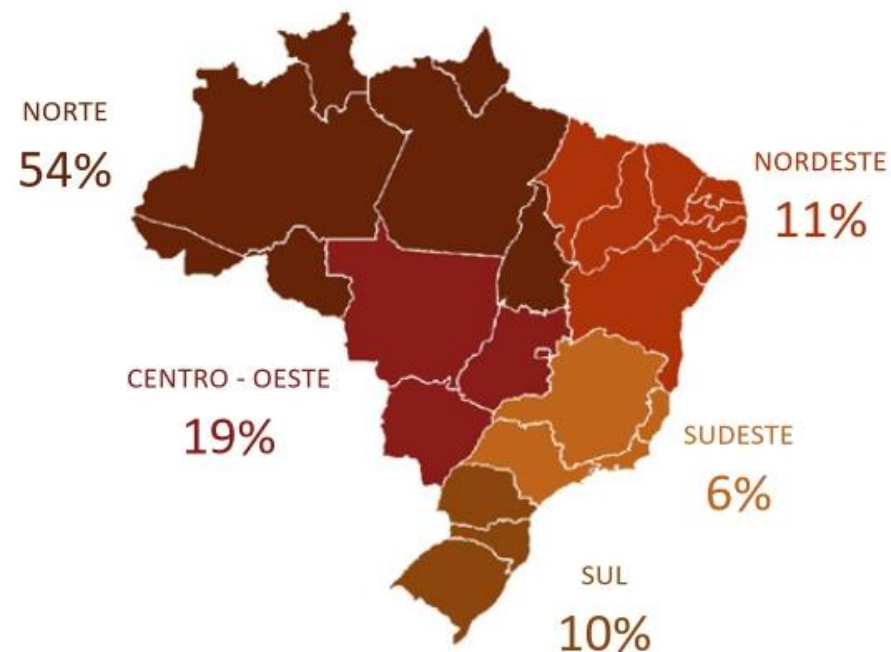 NORTE
54%
NORDESTE
11%
CENTRO - OESTE
19%
SUDESTE
6%
SUL
10%